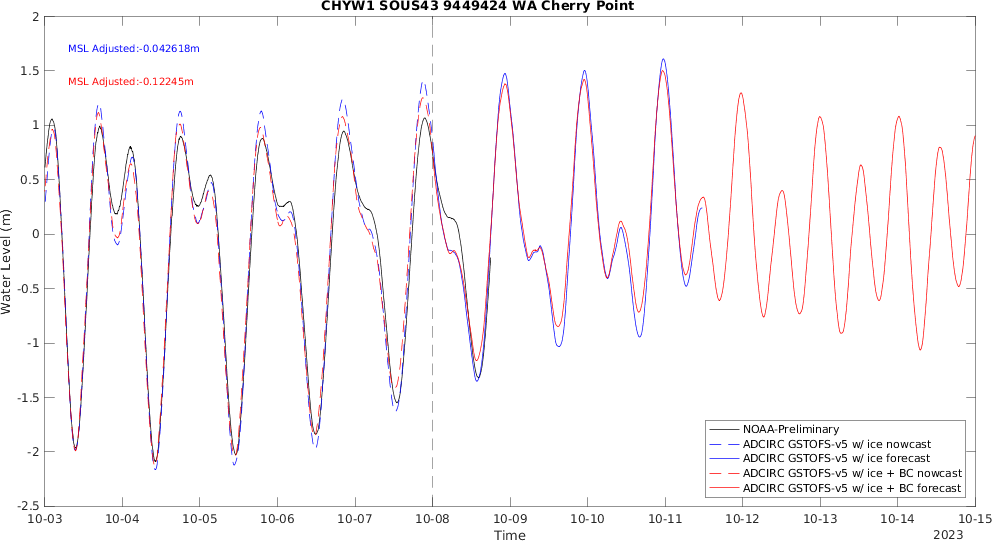 CHYW1 SOUS43 9449424 WA Cherry Point
MSL Adjusted:-0.042618m
MSL Adjusted:-0.12245m
Water Level (m)
2
1.5
1
0.5
0
-0.5
-1
-1.5
-2
-2.5
NOAA-Preliminary
ADCIRC GSTOFS-v5 w/ ice nowcast
ADCIRC GSTOFS-v5 w/ ice forecast
ADCIRC GSTOFS-v5 w/ ice + BC nowcast
ADCIRC GSTOFS-v5 w/ ice + BC forecast
10-03 10-04 10-05 10-06 10-07 10-08 10-09 10-10 10-11 10-12 10-13 10-14 10-15
Time
2023